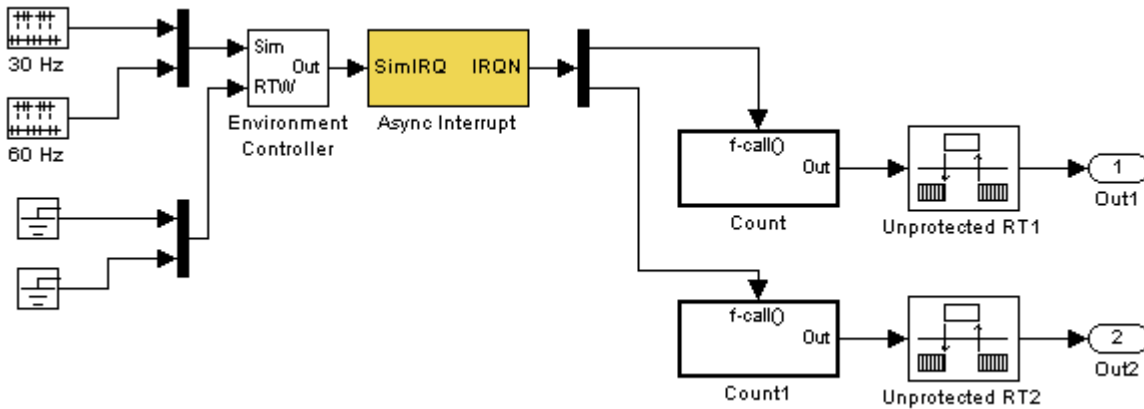 30 Hz
60 Hz
Sim
Out
RTW
Environment
Controller
SimIRQ IRQN
Async Interrupt
f-call()
Out
Count
Unprotected RT1
1
Out1
f-call()
Out
Count1
Unprotected RT2
2
Out2